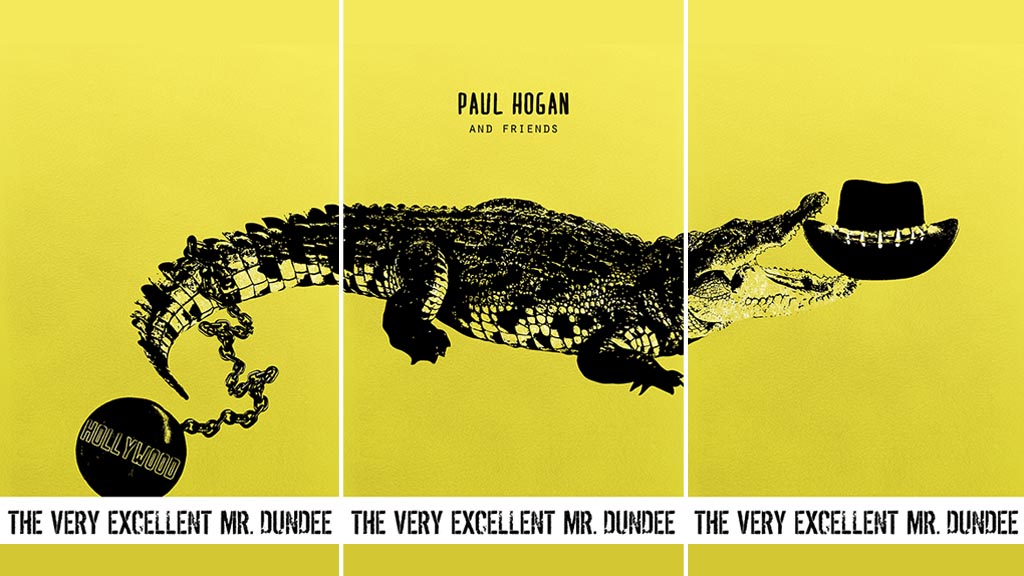 PAUL HOGAN
AND FRIENDS
HOLLYWOOD
THE VERY EXCELLENT MR. DUNDEE
THE VERY EXCELLENT MR. DUNDEE
THE VERY EXCELLENT MR. DUNDEE